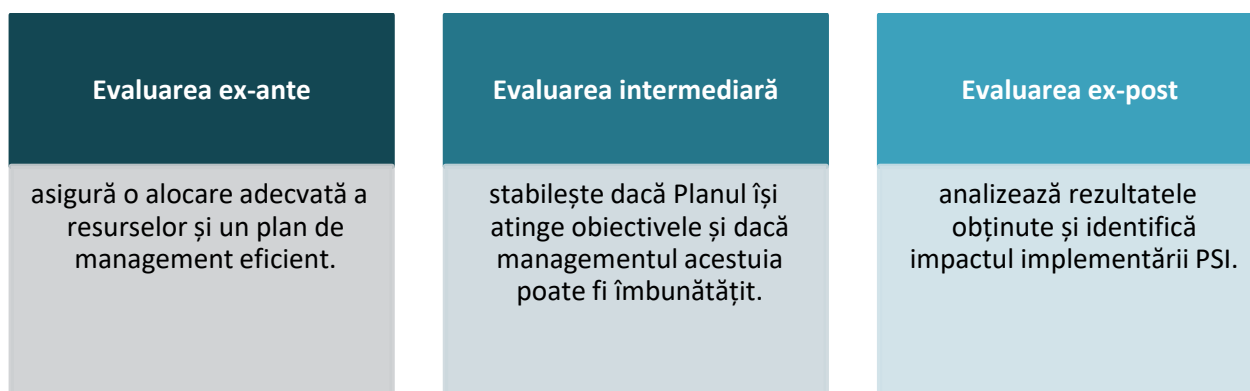 Evaluarea ex-ante
asigură o alocare adecvată a
resurselor și un plan de
management eficient.
Evaluarea intermediară
stabilește dacă Planul își
atinge obiectivele și dacă
managementul acestuia
poate fi îmbunătățit.
Evaluarea ex-post
analizează rezultatele
obținute și identifică
impactul implementării PSI.